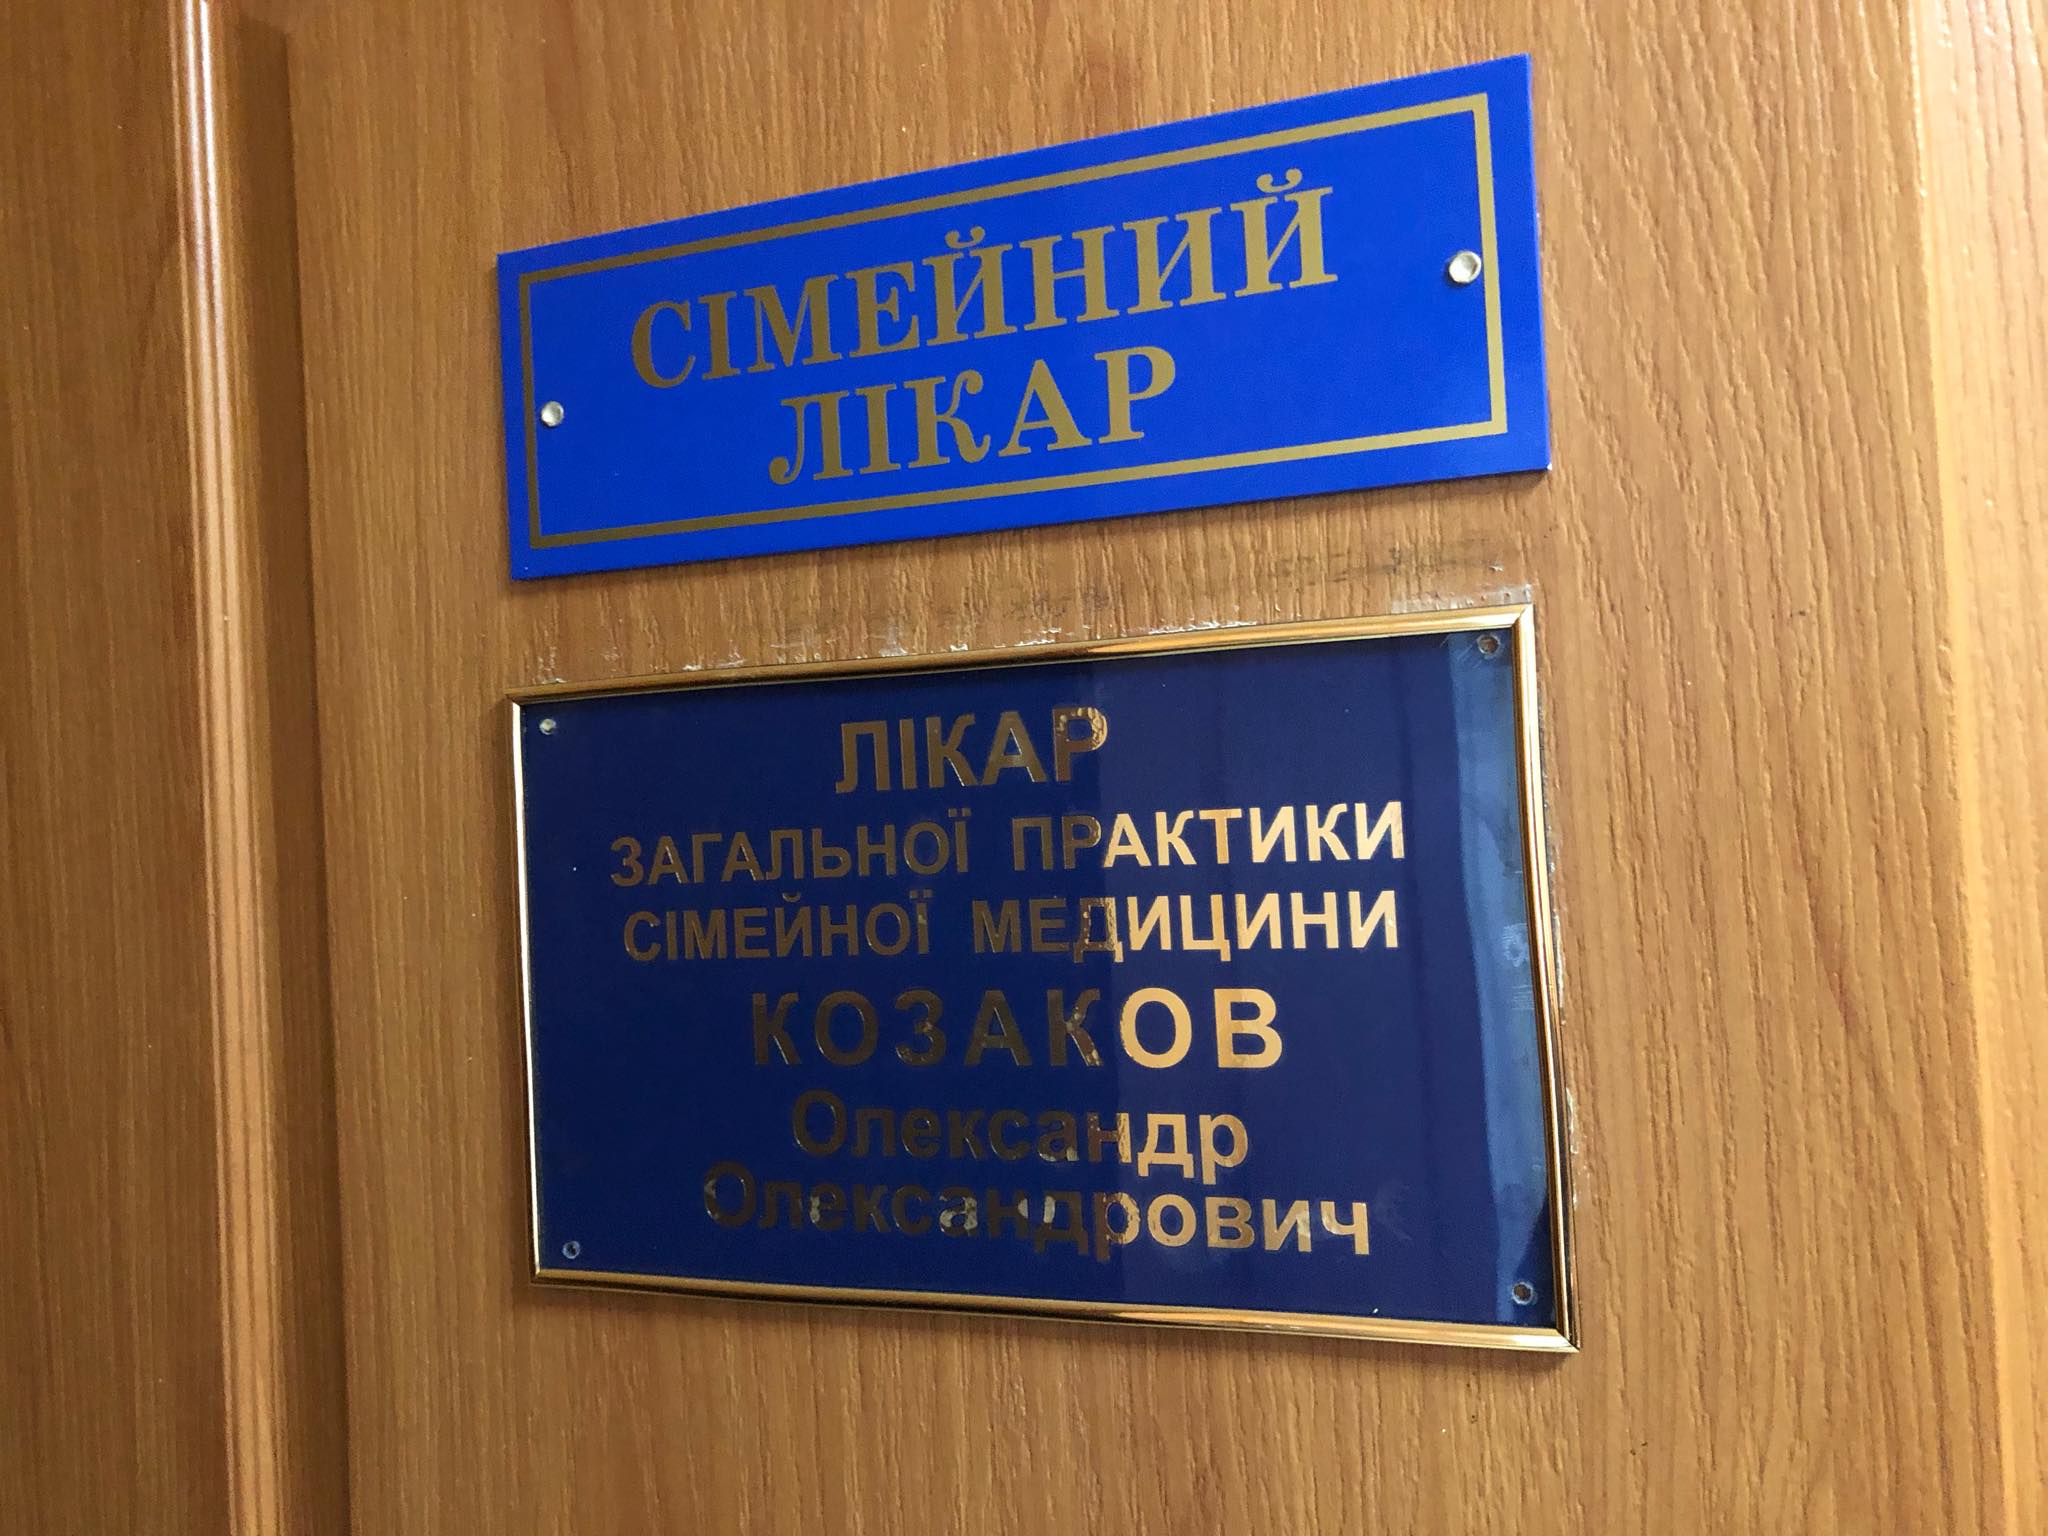 СІМЕЙНИЙ
ЛІКАР
ЛІКАР
ЗАГАЛЬНОЇ ПРАКТИКИ
СІМЕЙНОЇ МЕДИЦИНИ
КОЗАКОВ
Олександр
Олександрович